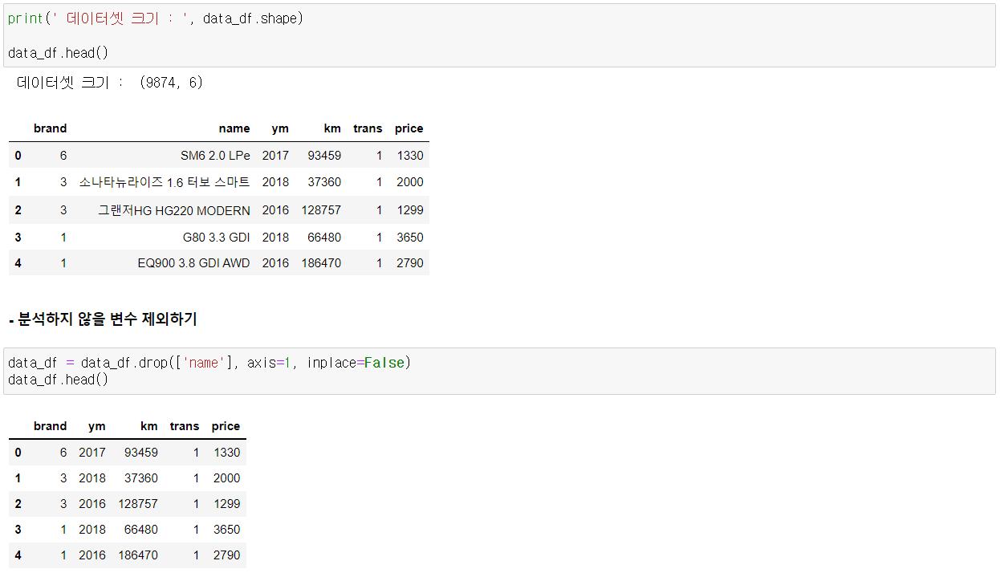 print(' 데이터셋 크기 : ', data_df.shape)
data_df.head()
데이터셋 크기 : (9874, 6)
brand name ym km trans price
0 6 SM6 2.0 LPe 2017 93459 1 1330
1 3 소나타뉴라이즈 1.6 터보 스마트 2018 37360 1 2000
2 3 그랜저HG HG220 MODERN 2016 128757 1 1299
3 1 G80 3.3 GDI 2018 66480 1 3650
4 1 EQ900 3.8 GDI AWD 2016 186470 1 2790
- 분석하지 않을 변수 제외하기
data_df = data_df.drop(['name'], axis=1, inplace=False)
data_df.head()
brand ym km trans price
0 6 2017 93459 1 1330
1 3 2018 37360 1 2000
2 3 2016 128757 1 1299
3 1 2018 66480 1 3650
4 1 2016 186470 1 2790